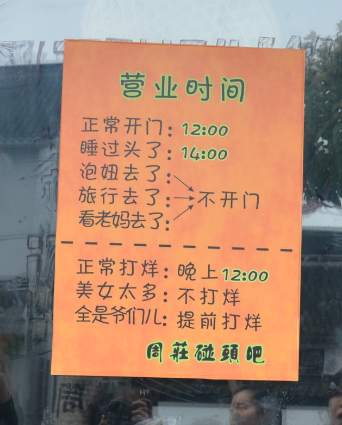 营业时间
正常开门：12:00
睡过头了：14:00
泡妞去了：
旅行去了：不开门
看老妈去了：
正常打烊：晚上12:00
美女太多：不打烊
全是爷们儿：提前打烊
周莊碰頭吧